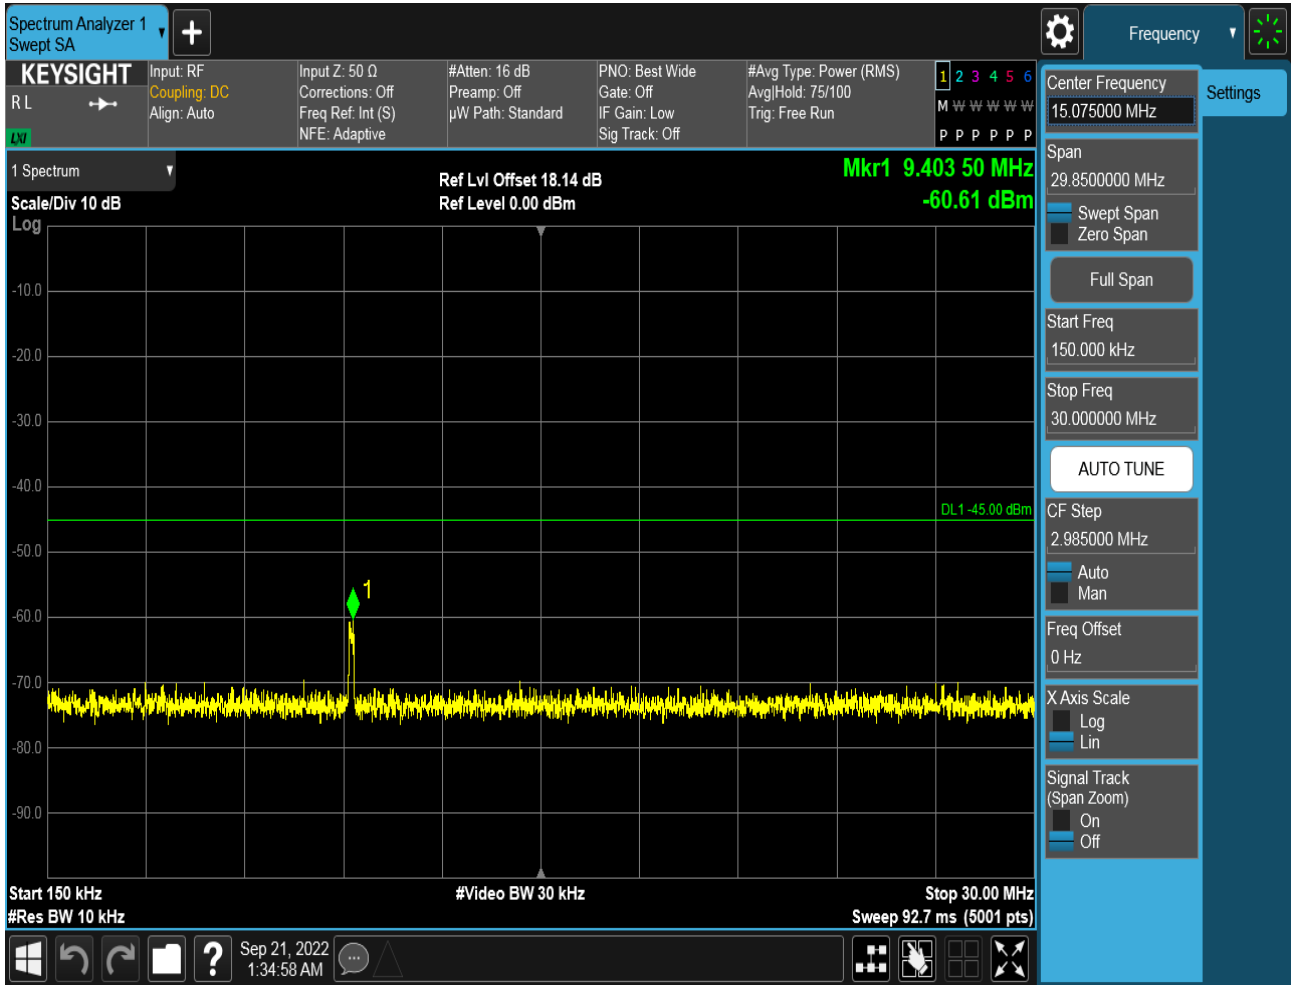 Spectrum Analyzer 1
Swept SA
Frequency
KEYSIGHT
R L
LXI
Input: RF
Coupling: DC
Align: Auto
Input Z: 50 Ω
Corrections: Off
Freq Ref: Int (S)
NFE: Adaptive
#Atten: 16 dB
Preamp: Off
µW Path: Standard
PNO: Best Wide
Gate: Off
IF Gain: Low
Sig Track: Off
#Avg Type: Power (RMS)
Avg|Hold: 75/100
Trig: Free Run
1 2 3 4 5 6
M W W W W W
P P P P P P
1 Spectrum
Scale/Div 10 dB
Log
Ref Lvl Offset 18.14 dB
Ref Level 0.00 dBm
Mkr1 9.403 50 MHz
-60.61 dBm
-10.0
-20.0
-30.0
-40.0
DL1 -45.00 dBm
-50.0
1
-60.0
-70.0
-80.0
-90.0
Start 150 kHz
#Res BW 10 kHz
#Video BW 30 kHz
Stop 30.00 MHz
Sweep 92.7 ms (5001 pts)
Center Frequency
15.075000 MHz
Settings
Span
29.8500000 MHz
Swept Span
Zero Span
Full Span
Start Freq
150.000 kHz
Stop Freq
30.000000 MHz
AUTO TUNE
CF Step
2.985000 MHz
Auto
Man
Freq Offset
0 Hz
X Axis Scale
Log
Lin
Signal Track
(Span Zoom)
On
Off
?
Sep 21, 2022
1:34:58 AM